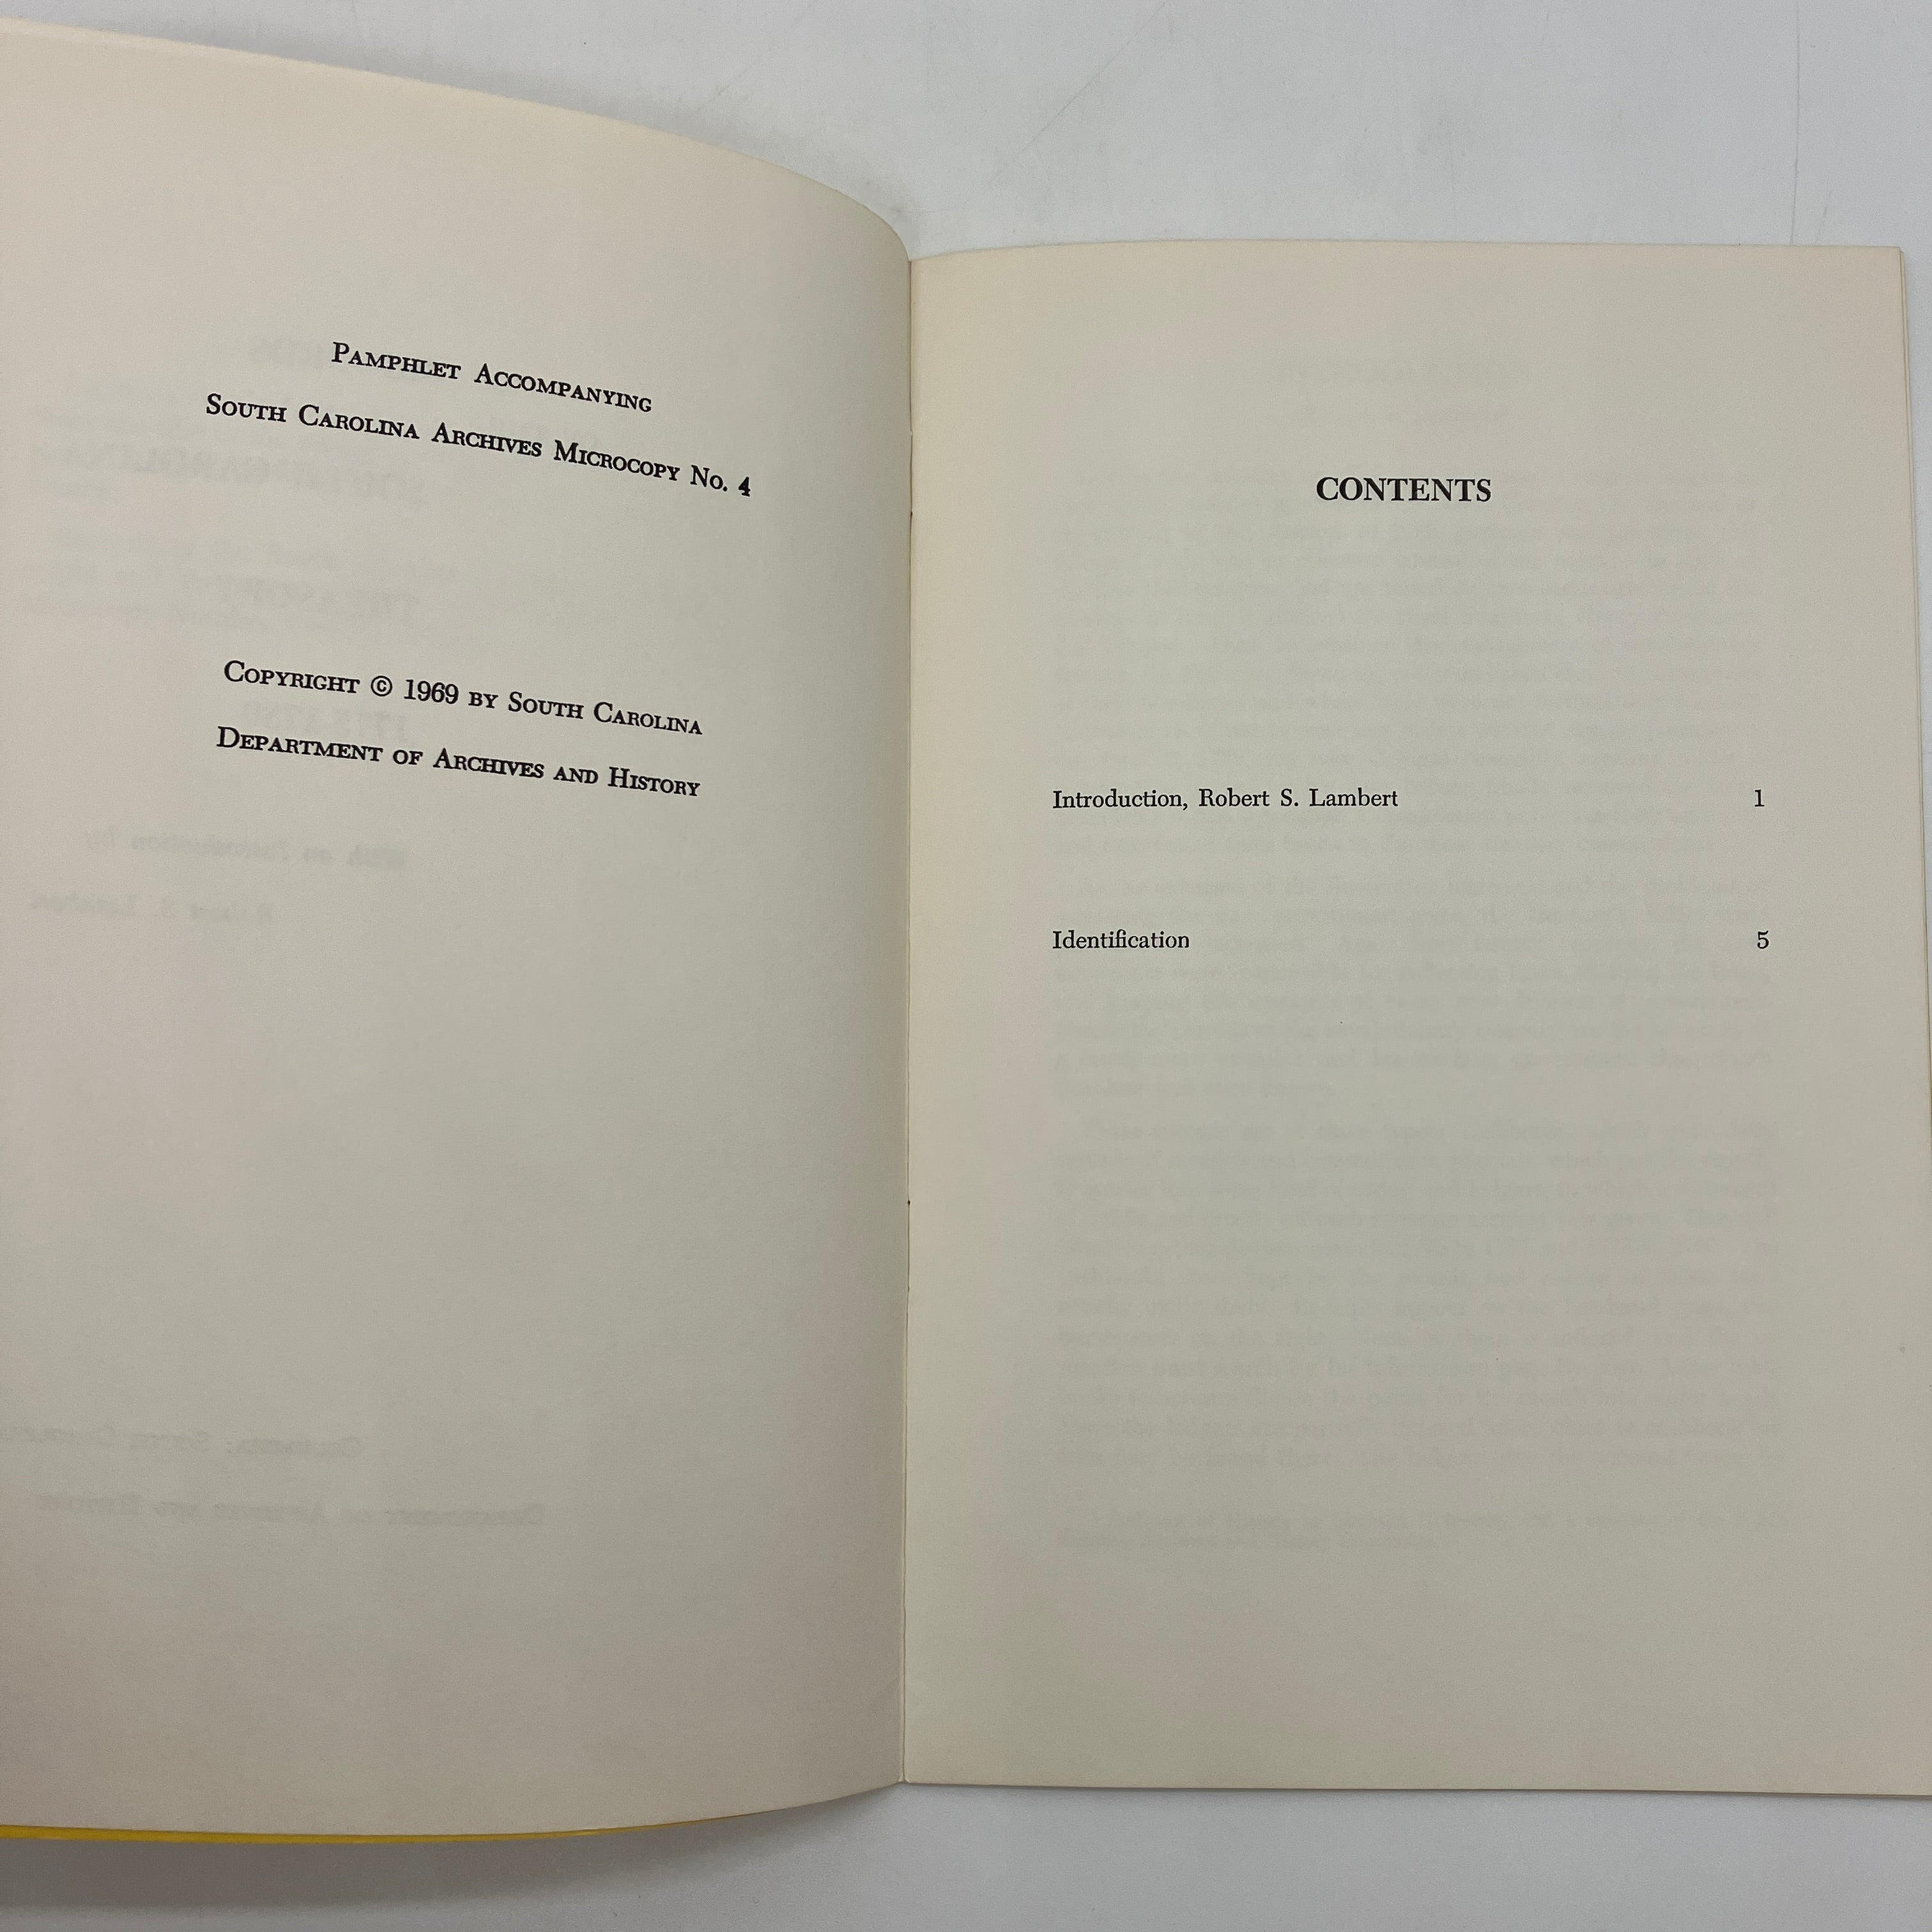 Pamphlet Accompanying
South Carolina Archives Microcopy No. 4
Copyright © 1969 by South Carolina
Department of Archives and History
CONTENTS
Introduction, Robert S. Lambert 1
Identification 5